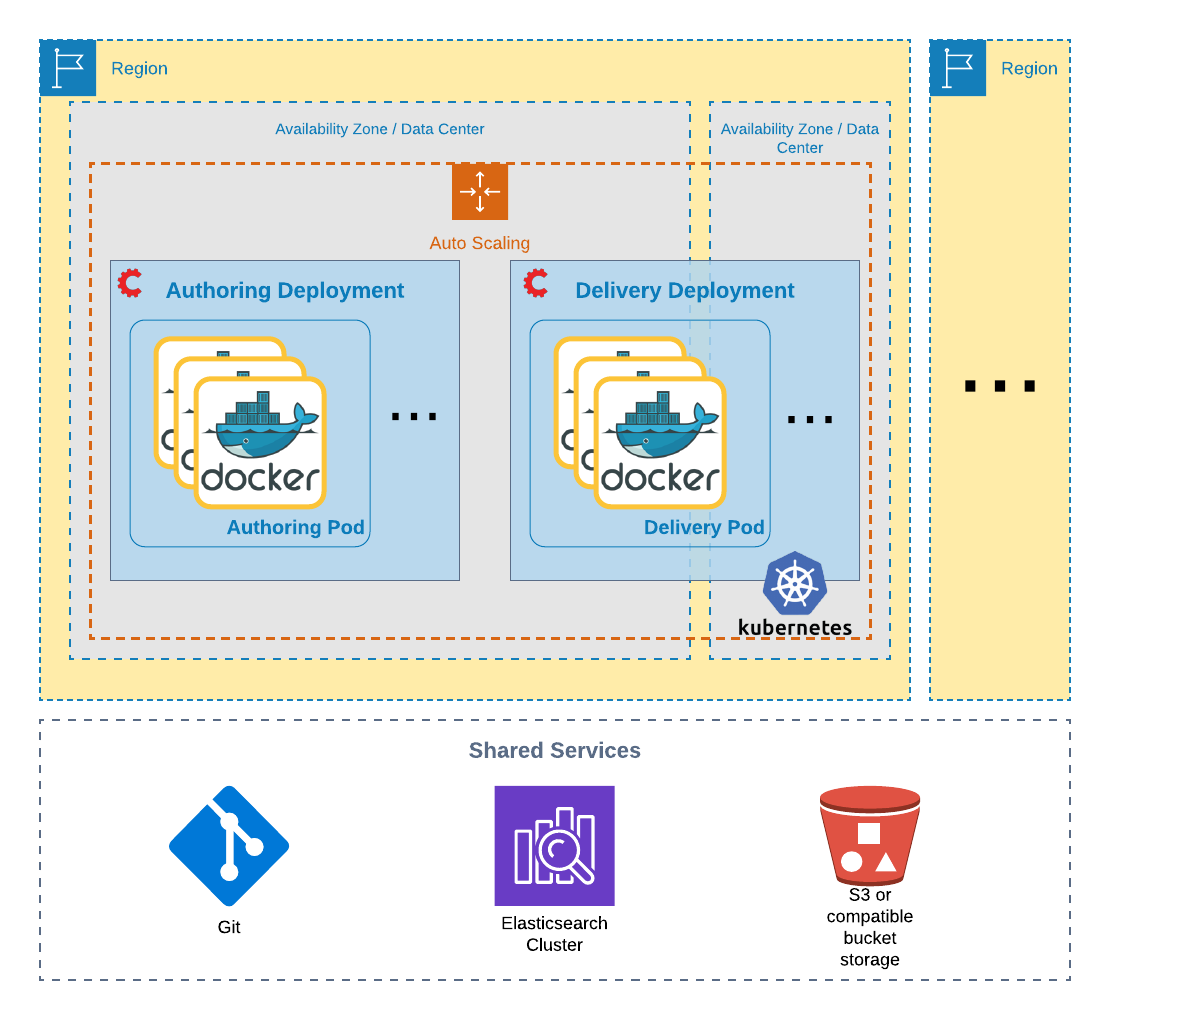 Region
Region
Availability Zone / Data Center
Availability Zone / Data
Center
Auto Scaling
Authoring Deployment
Delivery Deployment
...
...
...
docker
docker
Authoring Pod
Delivery Pod
kubernetes
Shared Services
Git
Elasticsearch
Cluster
S3 or
compatible
bucket
storage